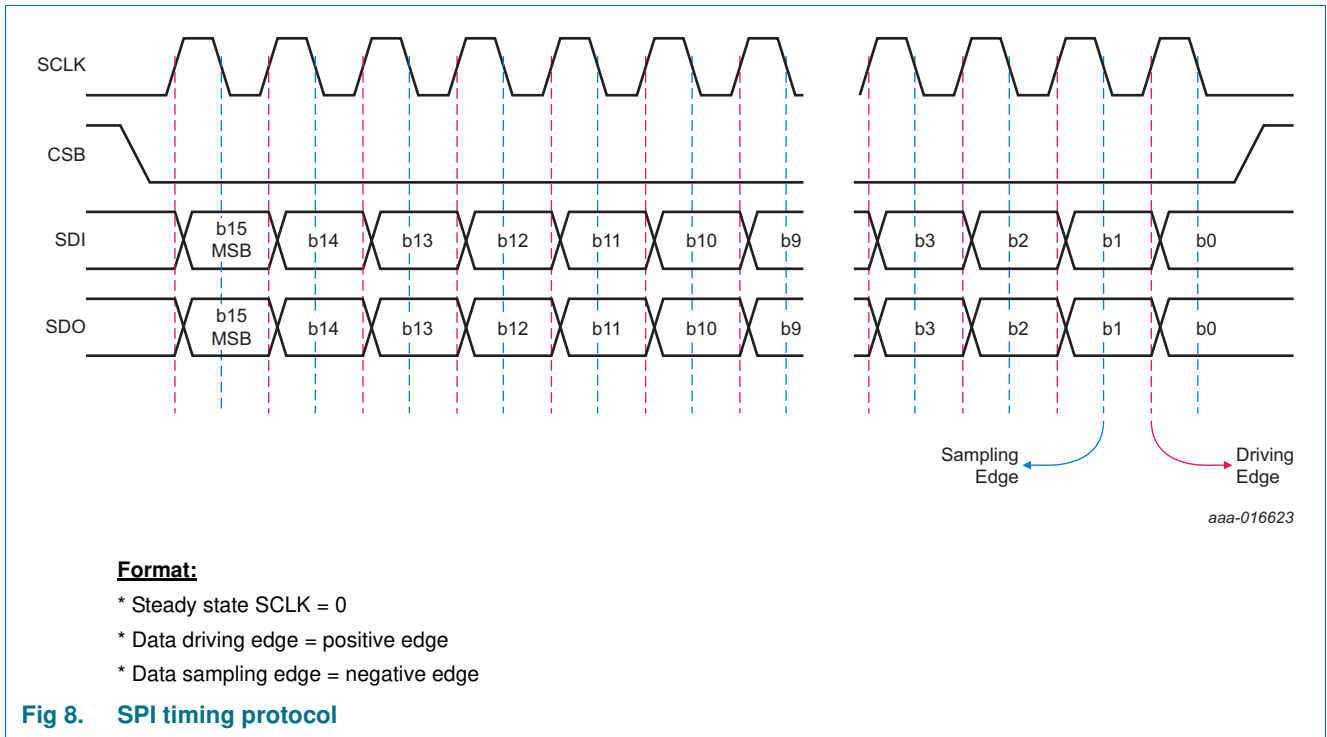 SCLK
CSB
SDI
b15
MSB
b14
b13
b12
b11
b10
b9
b3
b2
b1
b0
SDO
b15
MSB
b14
b13
b12
b11
b10
b9
b3
b2
b1
b0
Sampling
Edge
Driving
Edge
aaa-016623
Format:
* Steady state SCLK = 0
* Data driving edge = positive edge
* Data sampling edge = negative edge
Fig 8. SPI timing protocol